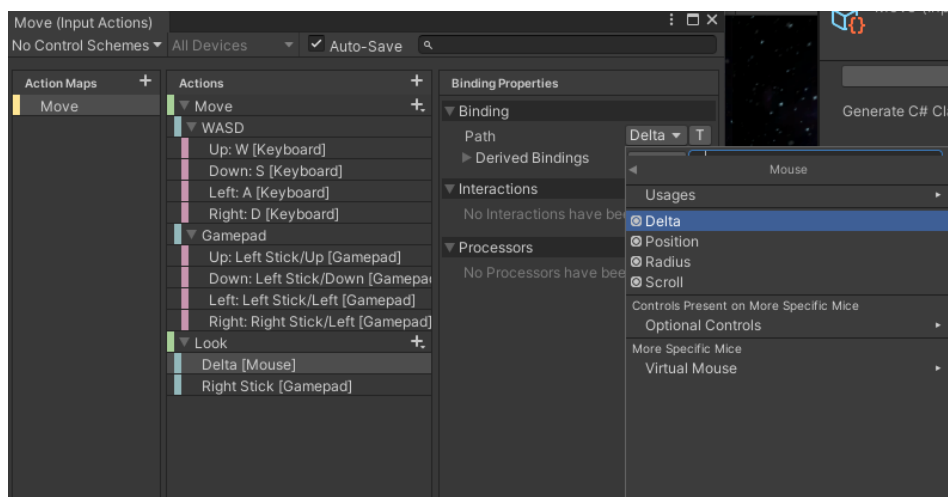 Move (Input Actions)
No Control Schemes
All Devices
Auto-Save
Action Maps
Move
Actions
Move
WASD
Up: W [Keyboard]
Down: S [Keyboard]
Left: A [Keyboard]
Right: D [Keyboard]
Gamepad
Up: Left Stick/Up [Gamepad]
Down: Left Stick/Down [Gamepa
Left: Left Stick/Left [Gamepad]
Right: Right Stick/Left [Gamepad]
Look
Delta [Mouse]
Right Stick [Gamepad]
Binding Properties
Binding
Path
Delta
T
Derived Bindings
Interactions
No Interactions have bee
Processors
No Processors have bee
Mouse
Usages
Delta
Position
Radius
Scroll
Controls Present on More Specific Mice
Optional Controls
More Specific Mice
Virtual Mouse
Generate C# Cl